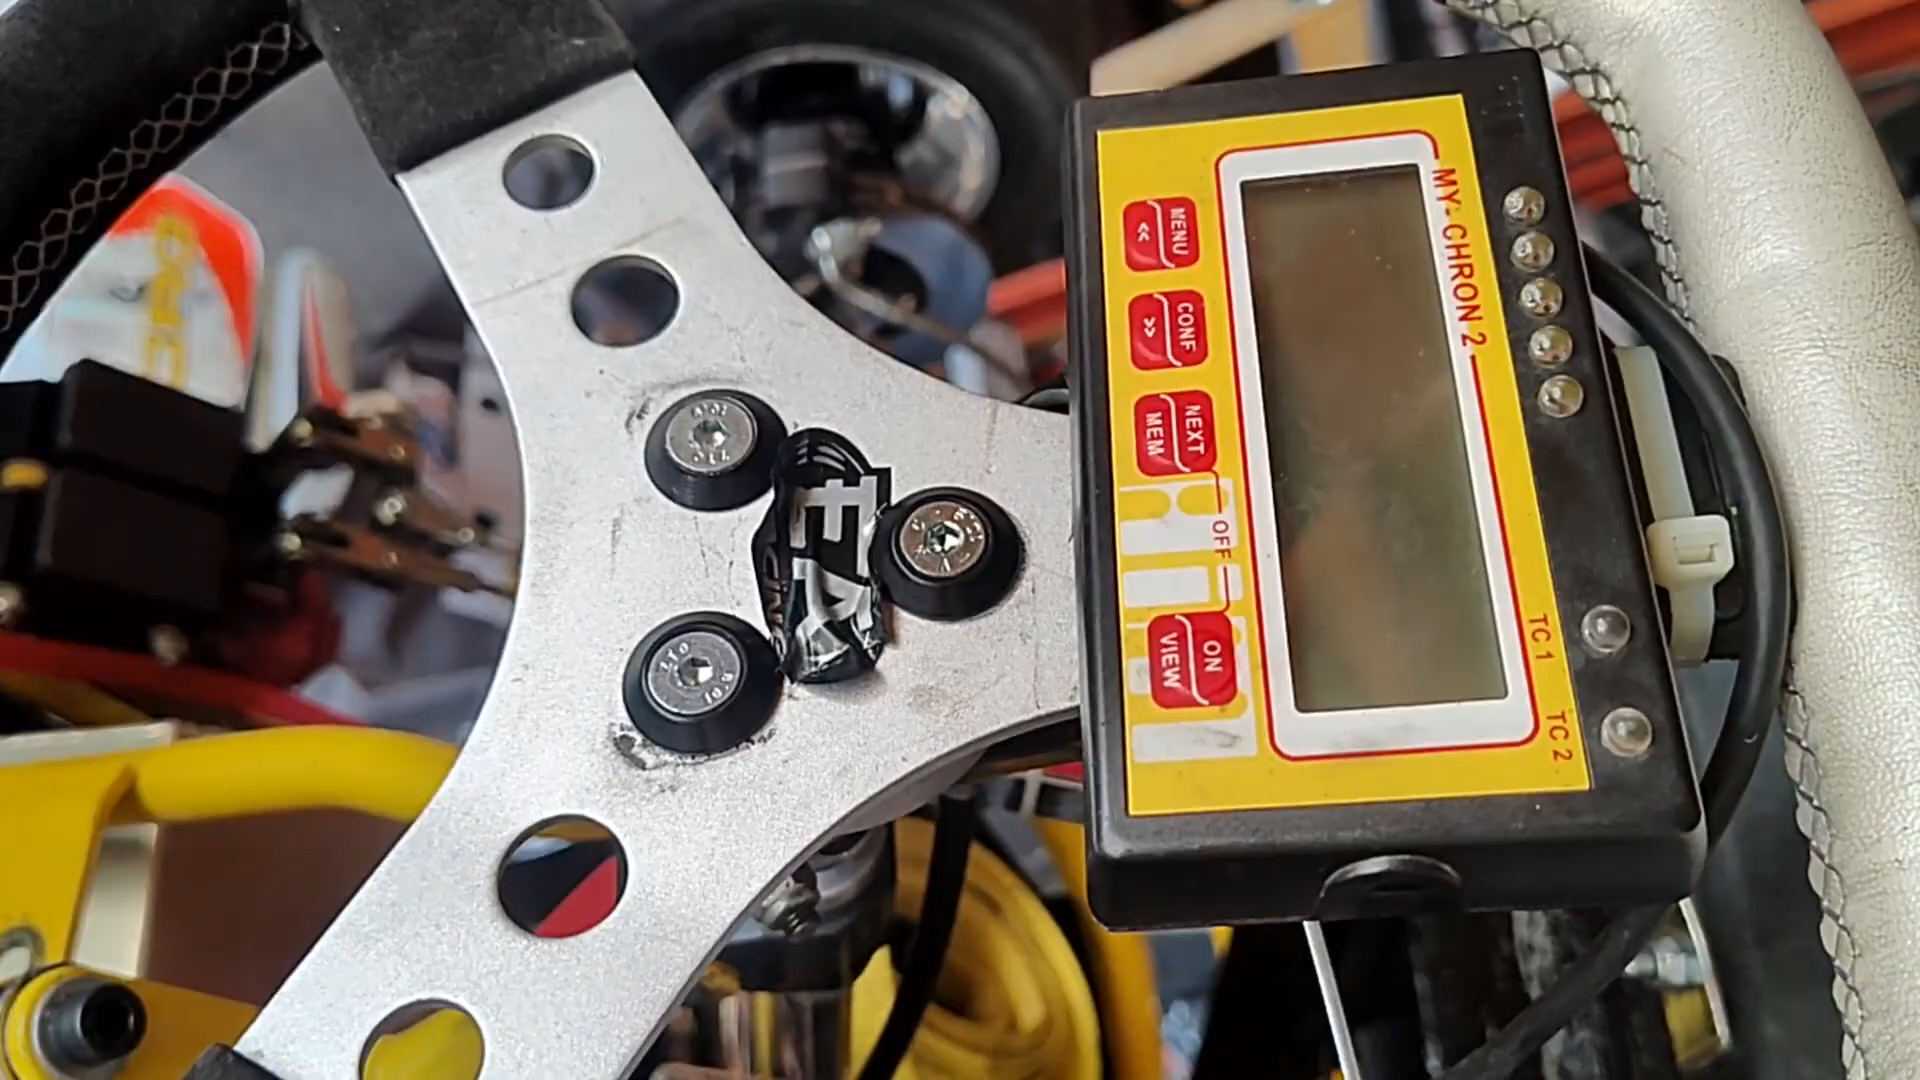 MY-CHRON 2
MENU
<<
CONF
>>
NEXT
MEM
OFF
ON
VIEW
TC 1
TC 2